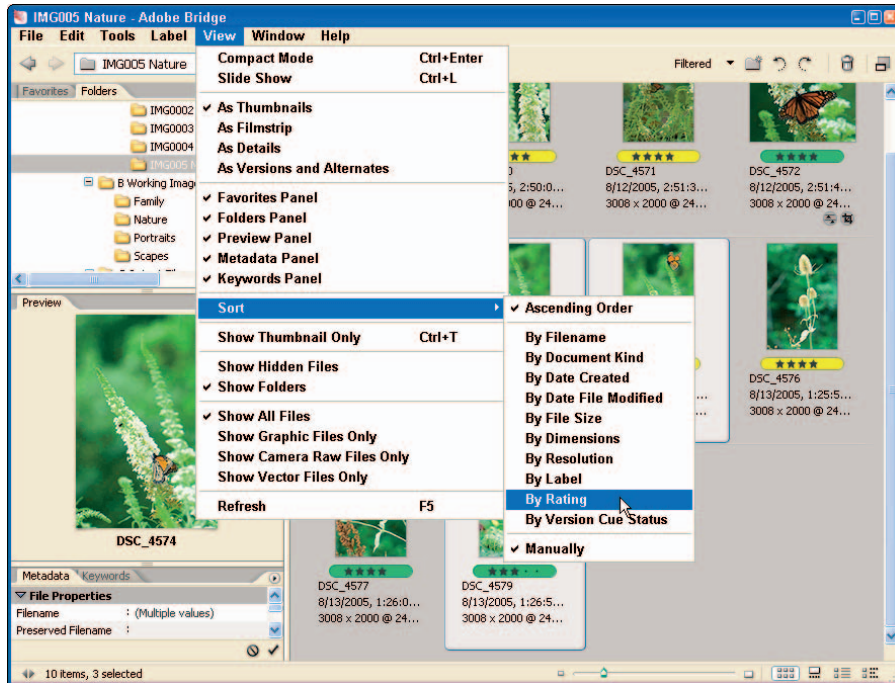 IMG005 Nature - Adobe Bridge
File Edit Tools Label View Window Help
IMG005 Nature
Filtered
Favorites Folders
IMG0002
IMG0003
IMG0004
B Working Imag
Family
Nature
Portraits
Scapes
Compact Mode Ctrl+Enter
Slide Show Ctrl+L
As Thumbnails
As Filmstrip
As Details
As Versions and Alternates
Favorites Panel
Folders Panel
Preview Panel
Metadata Panel
Keywords Panel
Sort
Show Thumbnail Only Ctrl+T
Show Hidden Files
Show Folders
Show All Files
Show Graphic Files Only
Show Camera Raw Files Only
Show Vector Files Only
Refresh F5
Ascending Order
By Filename
By Document Kind
By Date Created
By Date File Modified
By File Size
By Dimensions
By Resolution
By Label
By Rating
By Version Cue Status
Manually
5, 2:50:0...
00 @ 24...
DSC_4571
8/12/2005, 2:51:3...
3008 x 2000 @ 24...
DSC_4572
8/12/2005, 2:51:4...
3008 x 2000 @ 24...
DSC_4576
8/13/2005, 1:25:5...
3008 x 2000 @ 24...
DSC_4577
8/13/2005, 1:26:0...
3008 x 2000 @ 24...
DSC_4579
8/13/2005, 1:26:5...
3008 x 2000 @ 24...
Preview
DSC_4574
Metadata Keywords
File Properties
Filename : (Multiple values)
Preserved Filename :
10 items, 3 selected